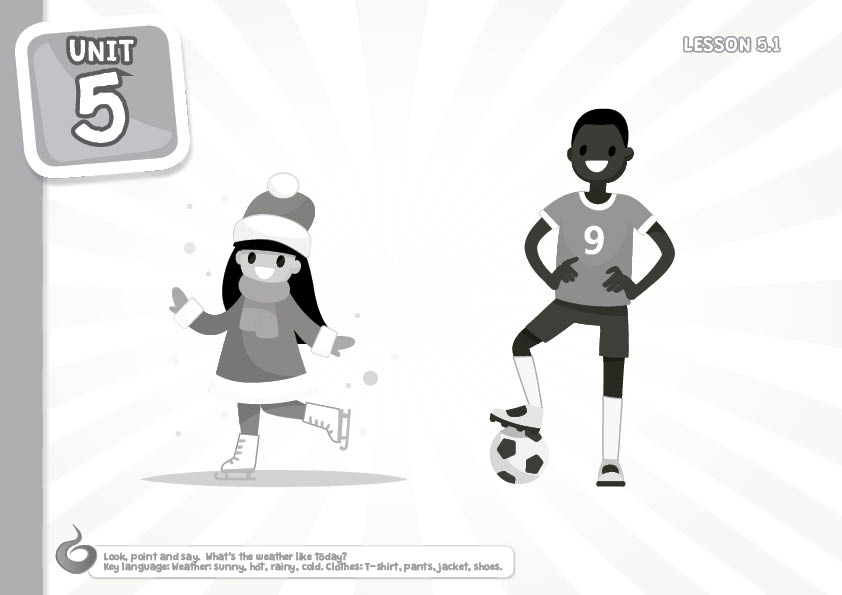 UNIT
5
LESSON 5.1
9
Look, point and say. What's the weather like today?
Key language: Weather: sunny, hot, rainy, cold. Clothes: T-shirt, pants, jacket, shoes.